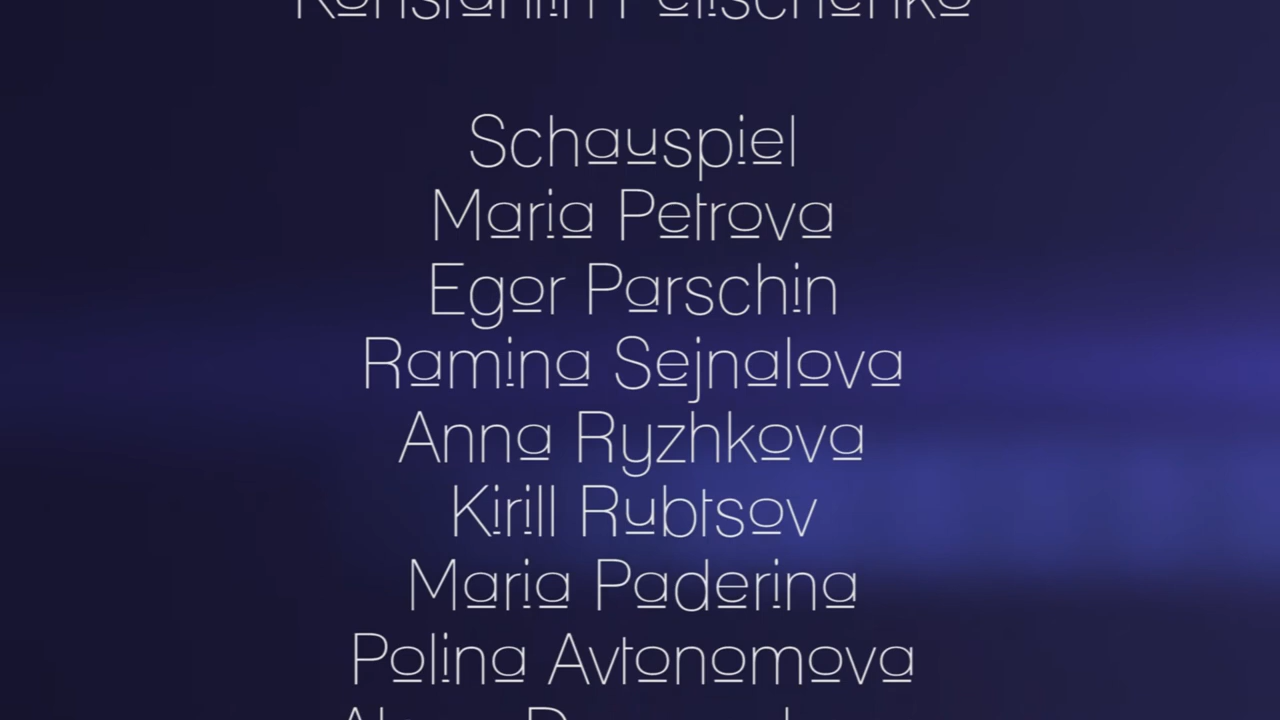 Schauspiel
Maria Petrova
Egor Parschin
Ramina Sejnalova
Anna Ryzhkova
Kirill Rubtsov
Maria Paderina
Polina Avtonomova